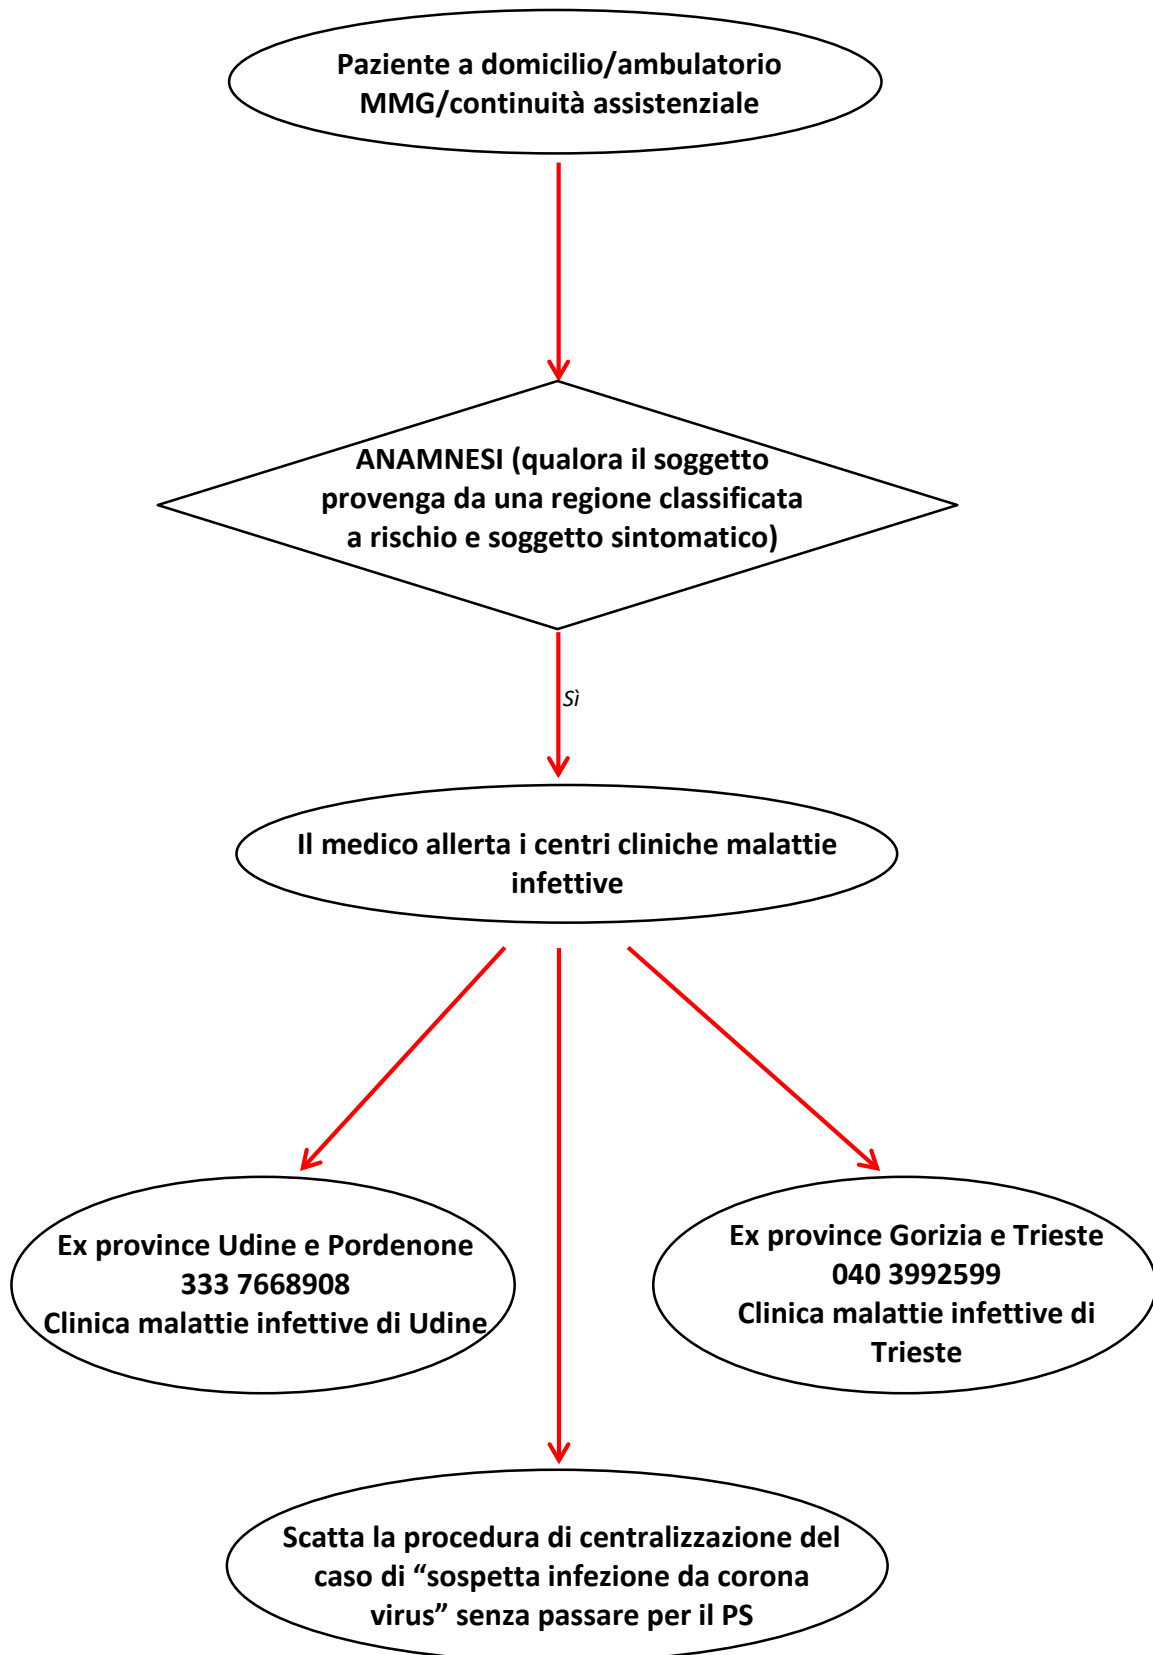 Paziente a domicilio/ambulatorio
MMG/continuità assistenziale
ANAMNESI (qualora il soggetto
provenga da una regione classificata
a rischio e soggetto sintomatico)
Sì
Il medico allerta i centri cliniche malattie
infettive
Ex province Udine e Pordenone
333 7668908
Clinica malattie infettive di Udine
Ex province Gorizia e Trieste
040 3992599
Clinica malattie infettive di
Trieste
Scatta la procedura di centralizzazione del
caso di “sospetta infezione da corona
virus” senza passare per il PS